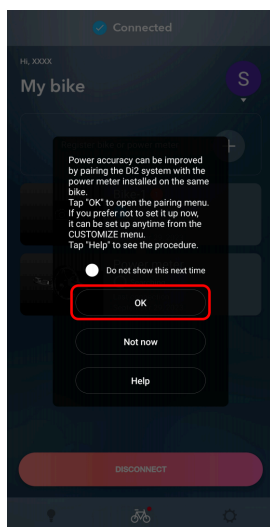 Connected
Hi, XXXX
My bike
S
Power accuracy can be improved
by pairing the Di2 system with the
power meter installed on the same
bike.
Tap "OK" to open the pairing menu.
If you prefer not to set it up now,
it can be set up anytime from the
CUSTOMIZE menu.
Tap "Help" to see the procedure.
Do not show this next time
OK
Not now
Help
DISCONNECT